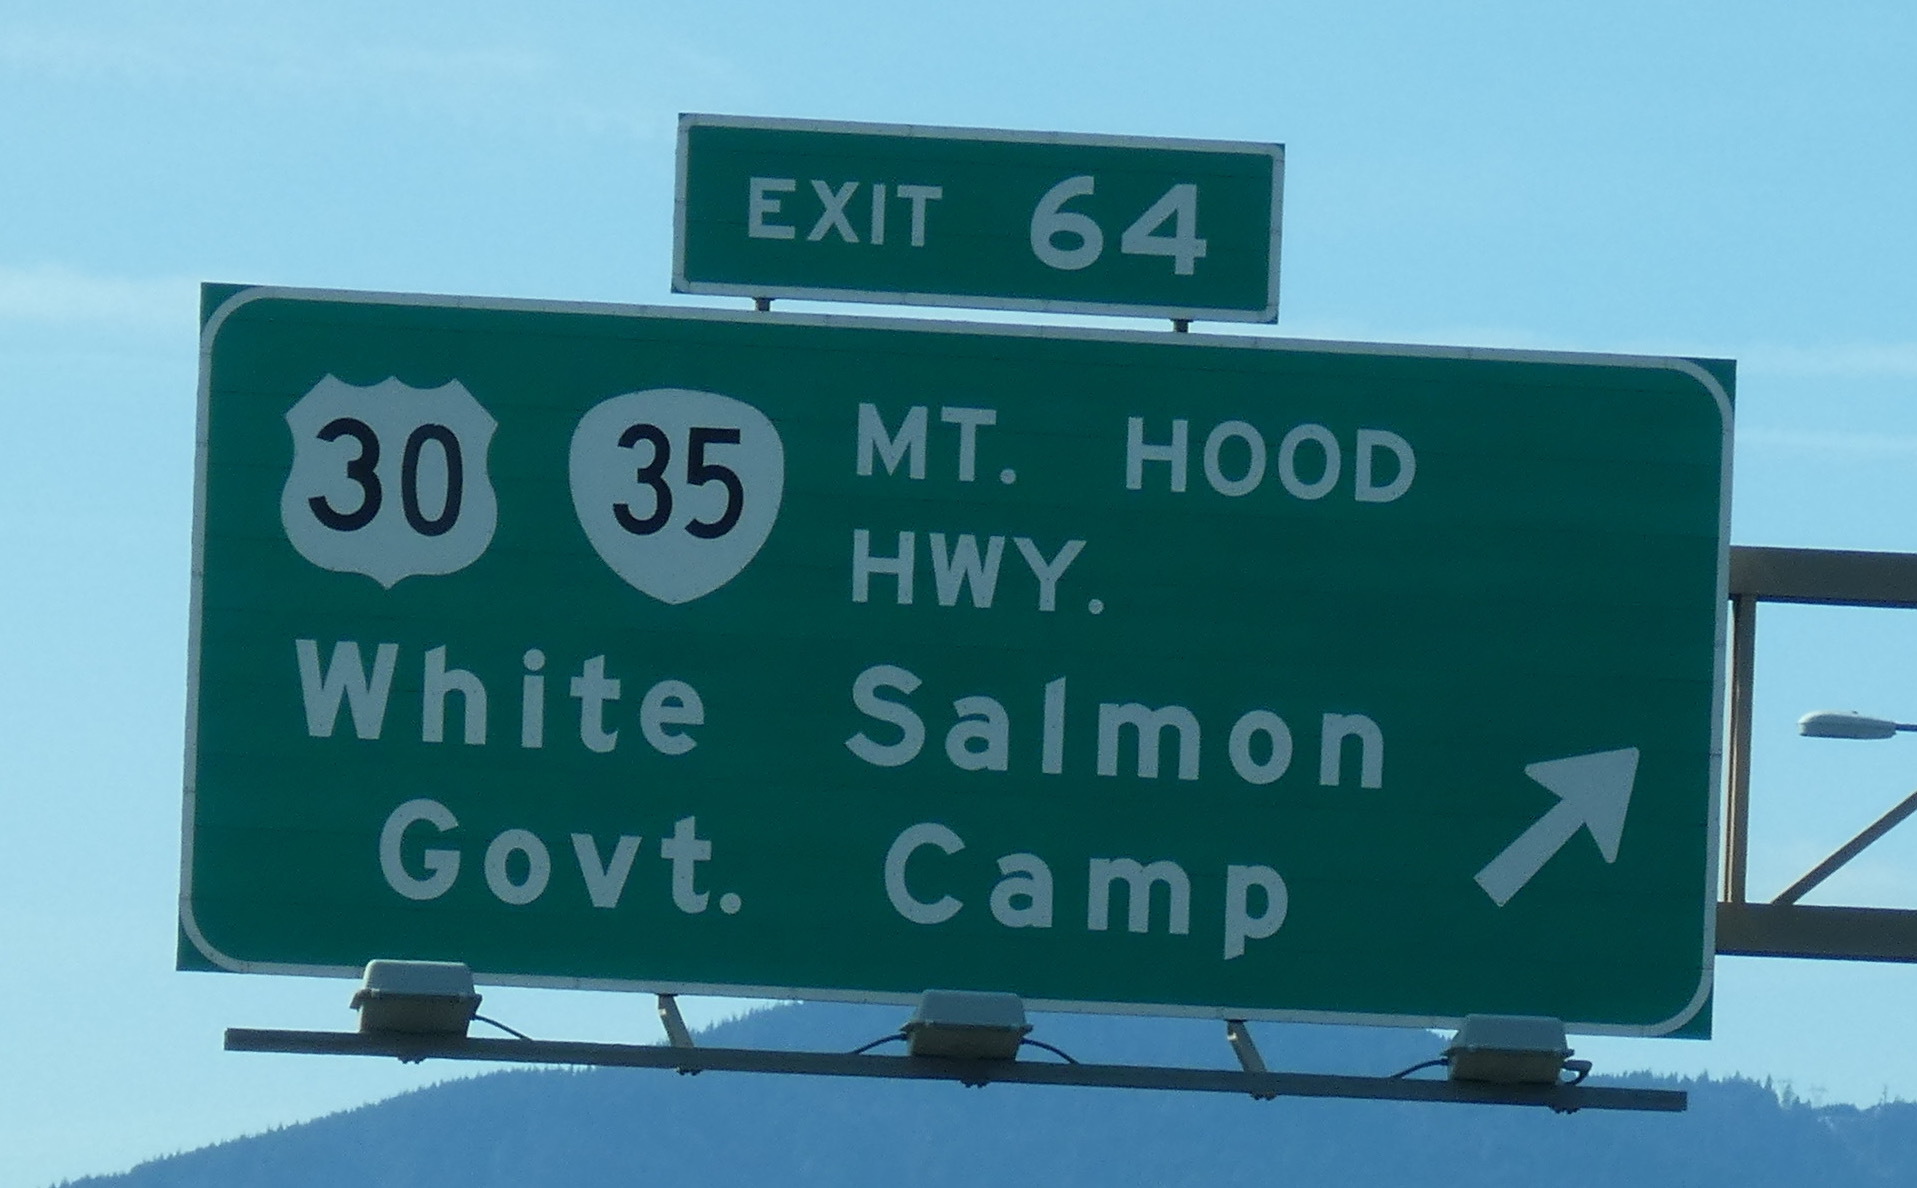 EXIT 64
30 35 MT. HOOD
HWY.
White Salmon
Govt. Camp